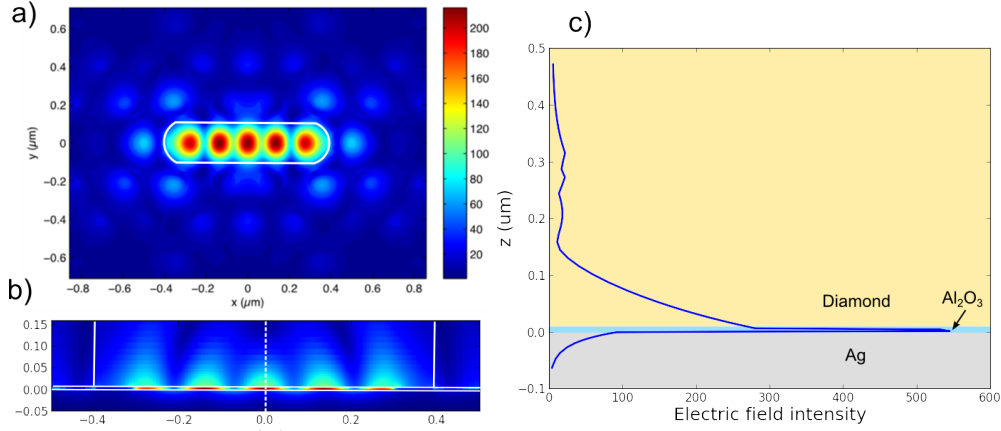 a)
0.6
0.4
0.2
0
−0.2
−0.4
−0.6
y (µm)
−0.8 −0.6 −0.4 −0.2 0 0.2 0.4 0.6 0.8
x (µm)
200
180
160
140
120
100
80
60
40
20
b)
0.15
0.10
0.05
0.00
−0.05
−0.4 −0.2 0.0 0.2 0.4
c)
0.5
0.4
0.3
0.2
0.1
0.0
−0.1
z (um)
Diamond
Al₂O₃
Ag
0 100 200 300 400 500 600
Electric field intensity